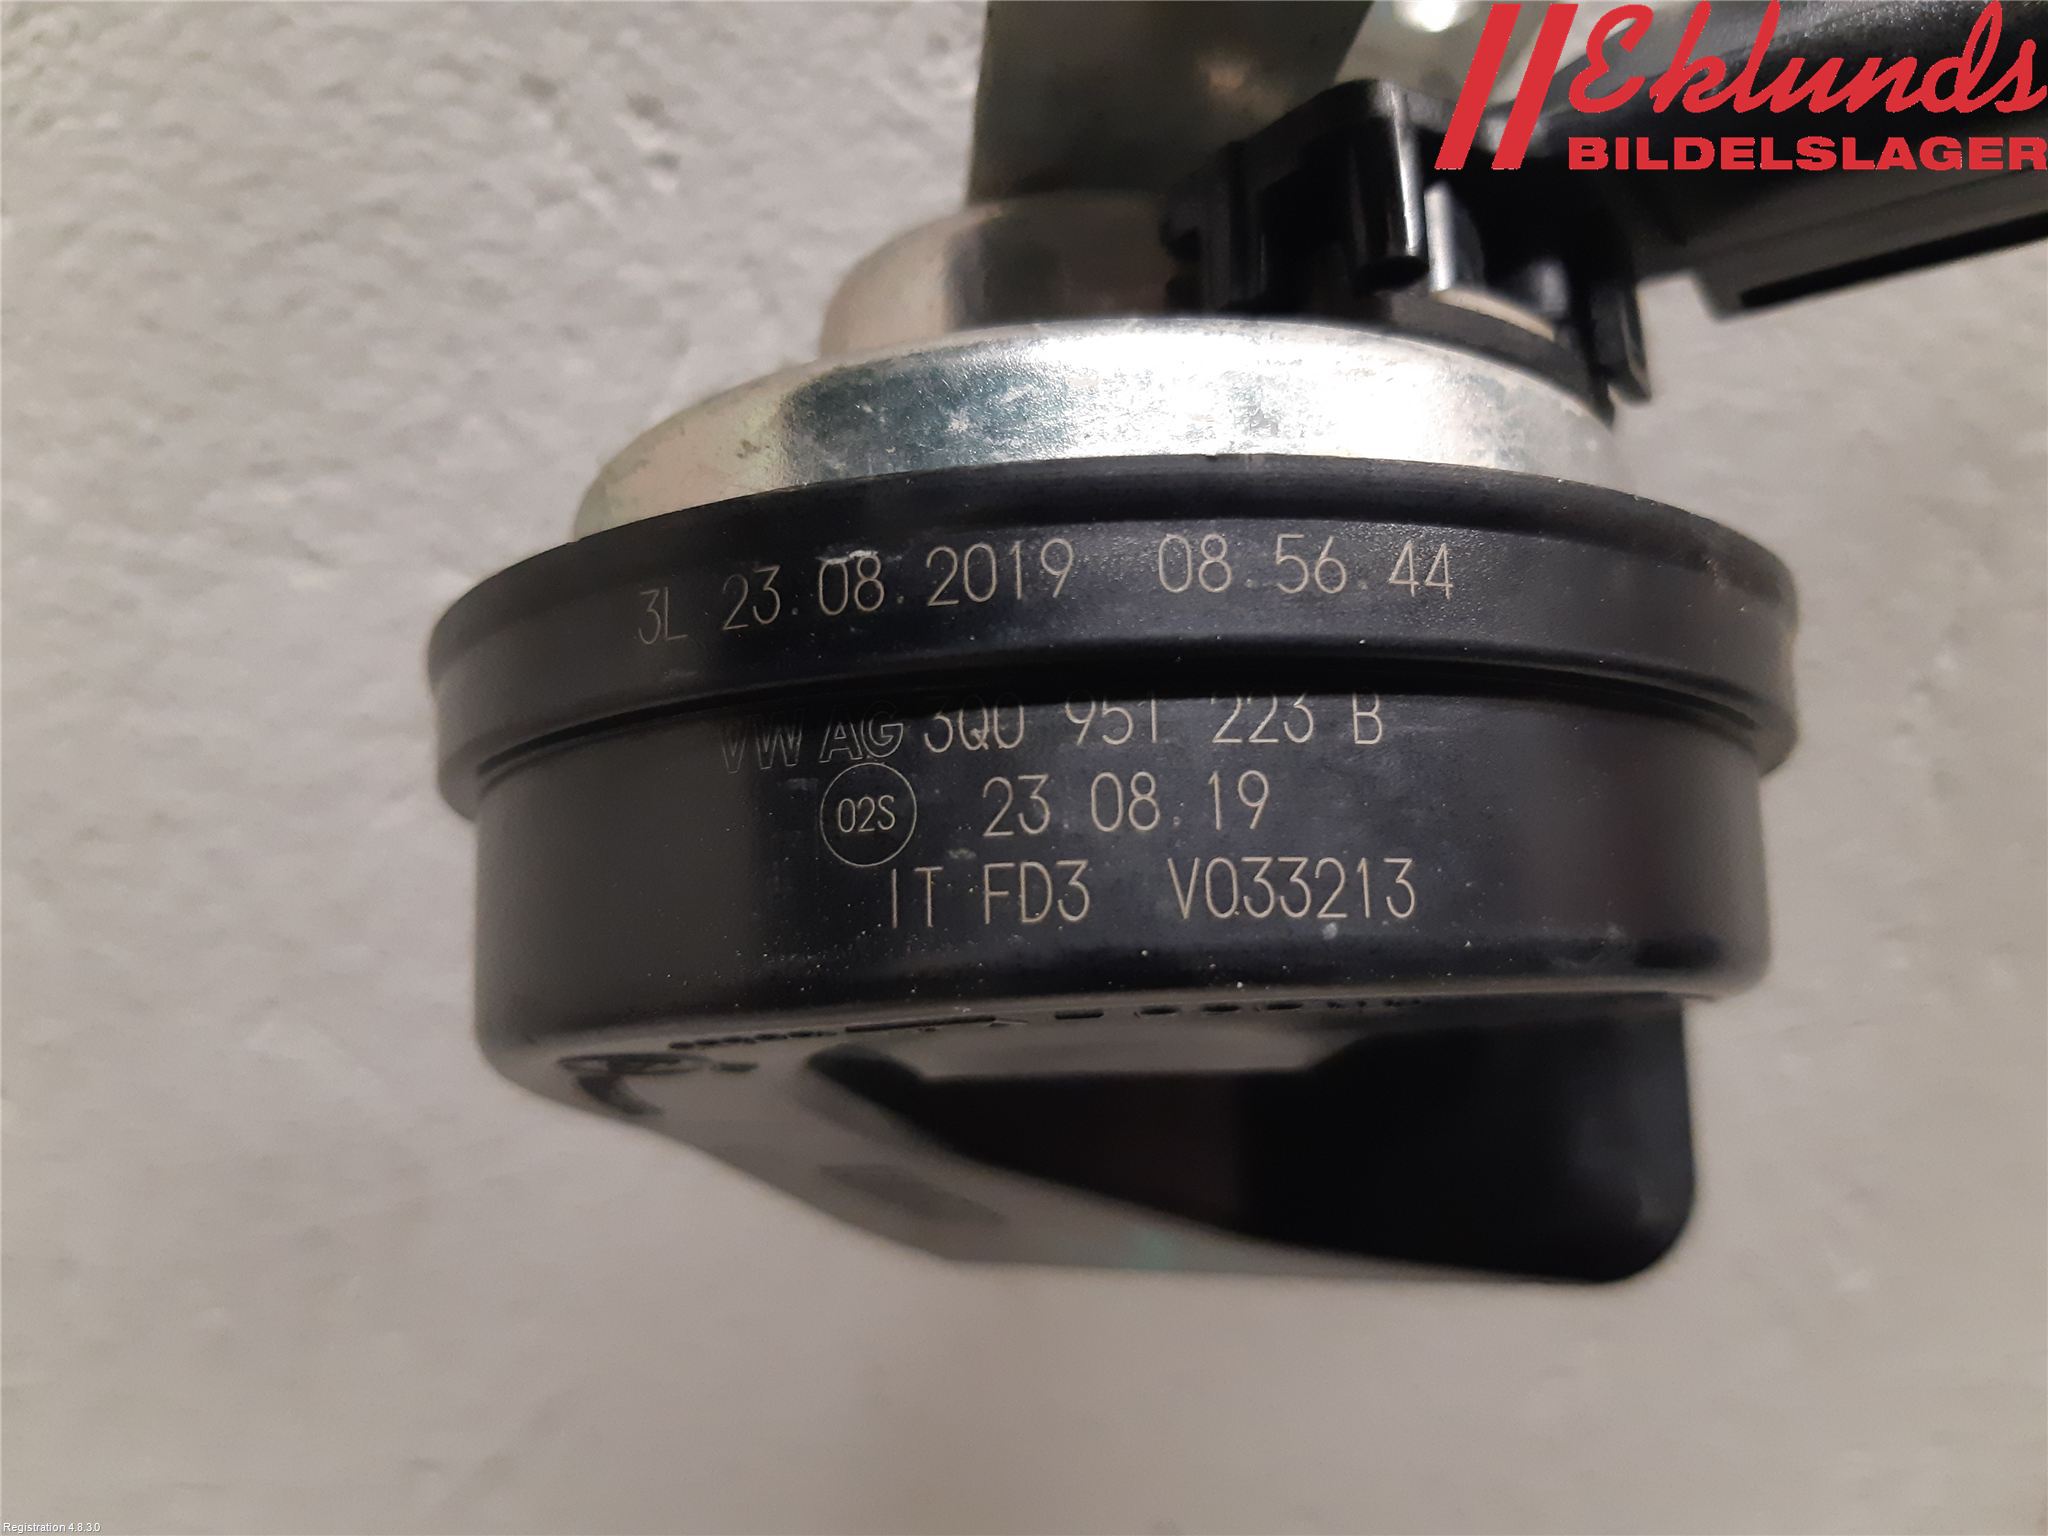 Eklunds
BILDELSLAGER
3L 23.08.2019 08.56.44
VW AG 3Q0 951 223 B
02S 23.08.19
IT FD3 V033213
Registration 4.8.3.0